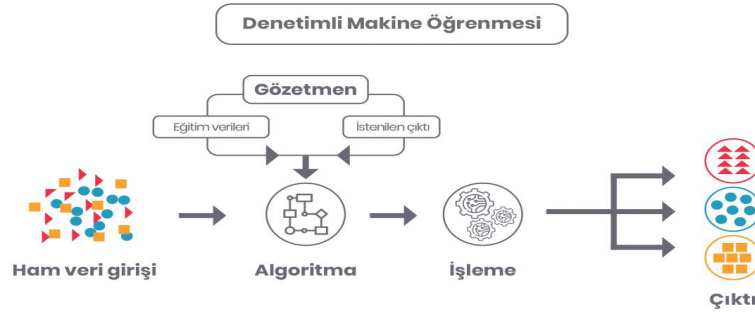 Denetimli Makine Öğrenmesi
Gözetmen
Eğitim verileri
İstenilen çıktı
Ham veri girişi
Algoritma
İşleme
Çıktı